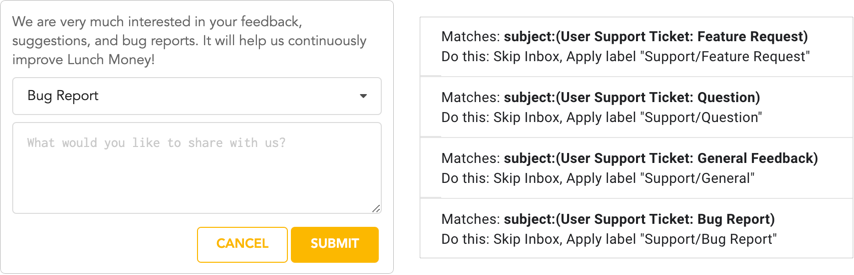 We are very much interested in your feedback,
suggestions, and bug reports. It will help us continuously
improve Lunch Money!
Bug Report
What would you like to share with us?
CANCEL
SUBMIT
Matches: subject:(User Support Ticket: Feature Request)
Do this: Skip Inbox, Apply label "Support/Feature Request"
Matches: subject:(User Support Ticket: Question)
Do this: Skip Inbox, Apply label "Support/Question"
Matches: subject:(User Support Ticket: General Feedback)
Do this: Skip Inbox, Apply label "Support/General"
Matches: subject:(User Support Ticket: Bug Report)
Do this: Skip Inbox, Apply label "Support/Bug Report"